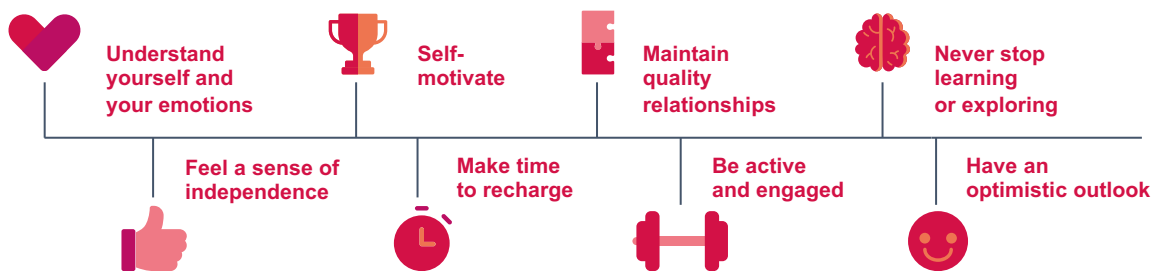 Understand
yourself and
your emotions
Self-
motivate
Maintain
quality
relationships
Never stop
learning
or exploring
Feel a sense of
independence
Make time
to recharge
Be active
and engaged
Have an
optimistic outlook